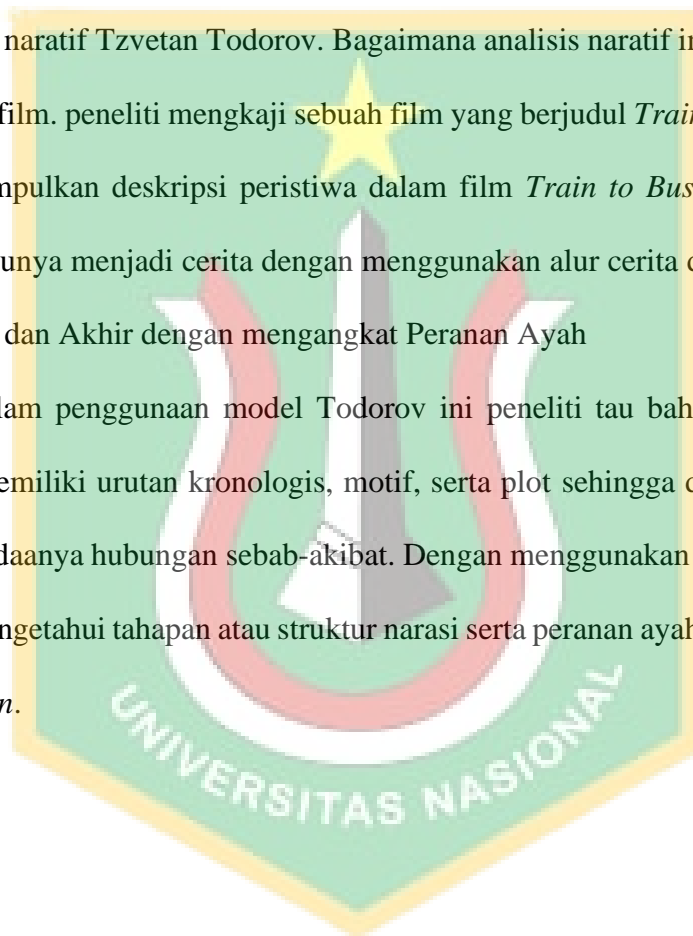 naratif Tzvetan Todorov. Bagaimana analisis naratif
film. peneliti mengkaji sebuah film yang berjudul Train
mpulkan deskripsi peristiwa dalam film Train to Bus
unya menjadi cerita dengan menggunakan alur cerita
dan Akhir dengan mengangkat Peranan Ayah
lam penggunaan model Todorov ini peneliti tau bah
emiliki urutan kronologis, motif, serta plot sehingga
daanya hubungan sebab-akibat. Dengan menggunakan
ngetahui tahapan atau struktur narasi serta peranan ayah
n.
UNIVERSITAS NASIONAL